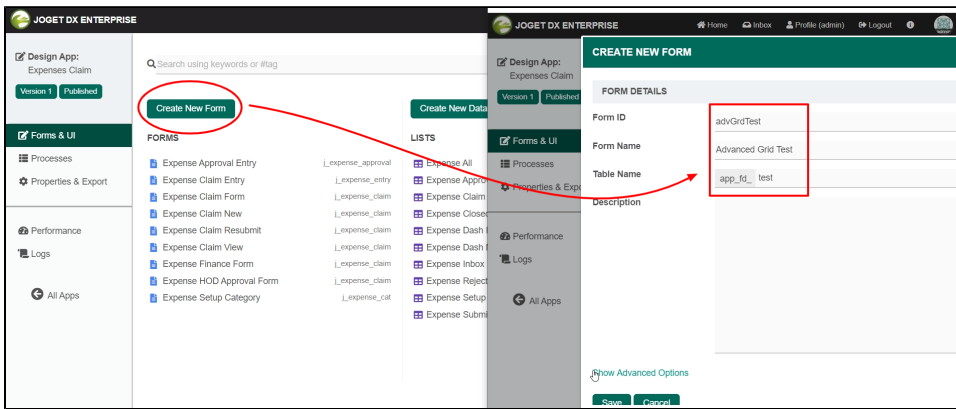 JOGET DX ENTERPRISE
Design App:
Expenses Claim
Version 1 Published
Forms & UI
Processes
Properties & Export
Performance
Logs
All Apps
Search using keywords or #tag
Create New Form
Create New Data
FORMS
Expense Approval Entry j_expense_approval
Expense Claim Entry j_expense_entry
Expense Claim Form j_expense_claim
Expense Claim New j_expense_claim
Expense Claim Resubmit j_expense_claim
Expense Claim View j_expense_claim
Expense Finance Form j_expense_claim
Expense HOD Approval Form j_expense_claim
Expense Setup Category j_expense_cat
LISTS
Expense All
Expense Appro
Expense Claim
Expense Closed
Expense Dash
Expense Dash
Expense Inbox
Expense Reject
Expense Setup
Expense Submi
JOGET DX ENTERPRISE
Home Inbox Profile (admin) Logout
Design App:
Expenses Claim
Version 1 Published
Forms & UI
Processes
Properties & Expo
Performance
Logs
All Apps
CREATE NEW FORM
FORM DETAILS
Form ID advGrdTest
Form Name Advanced Grid Test
Table Name app_fd_ test
Description
Show Advanced Options
Save Cancel